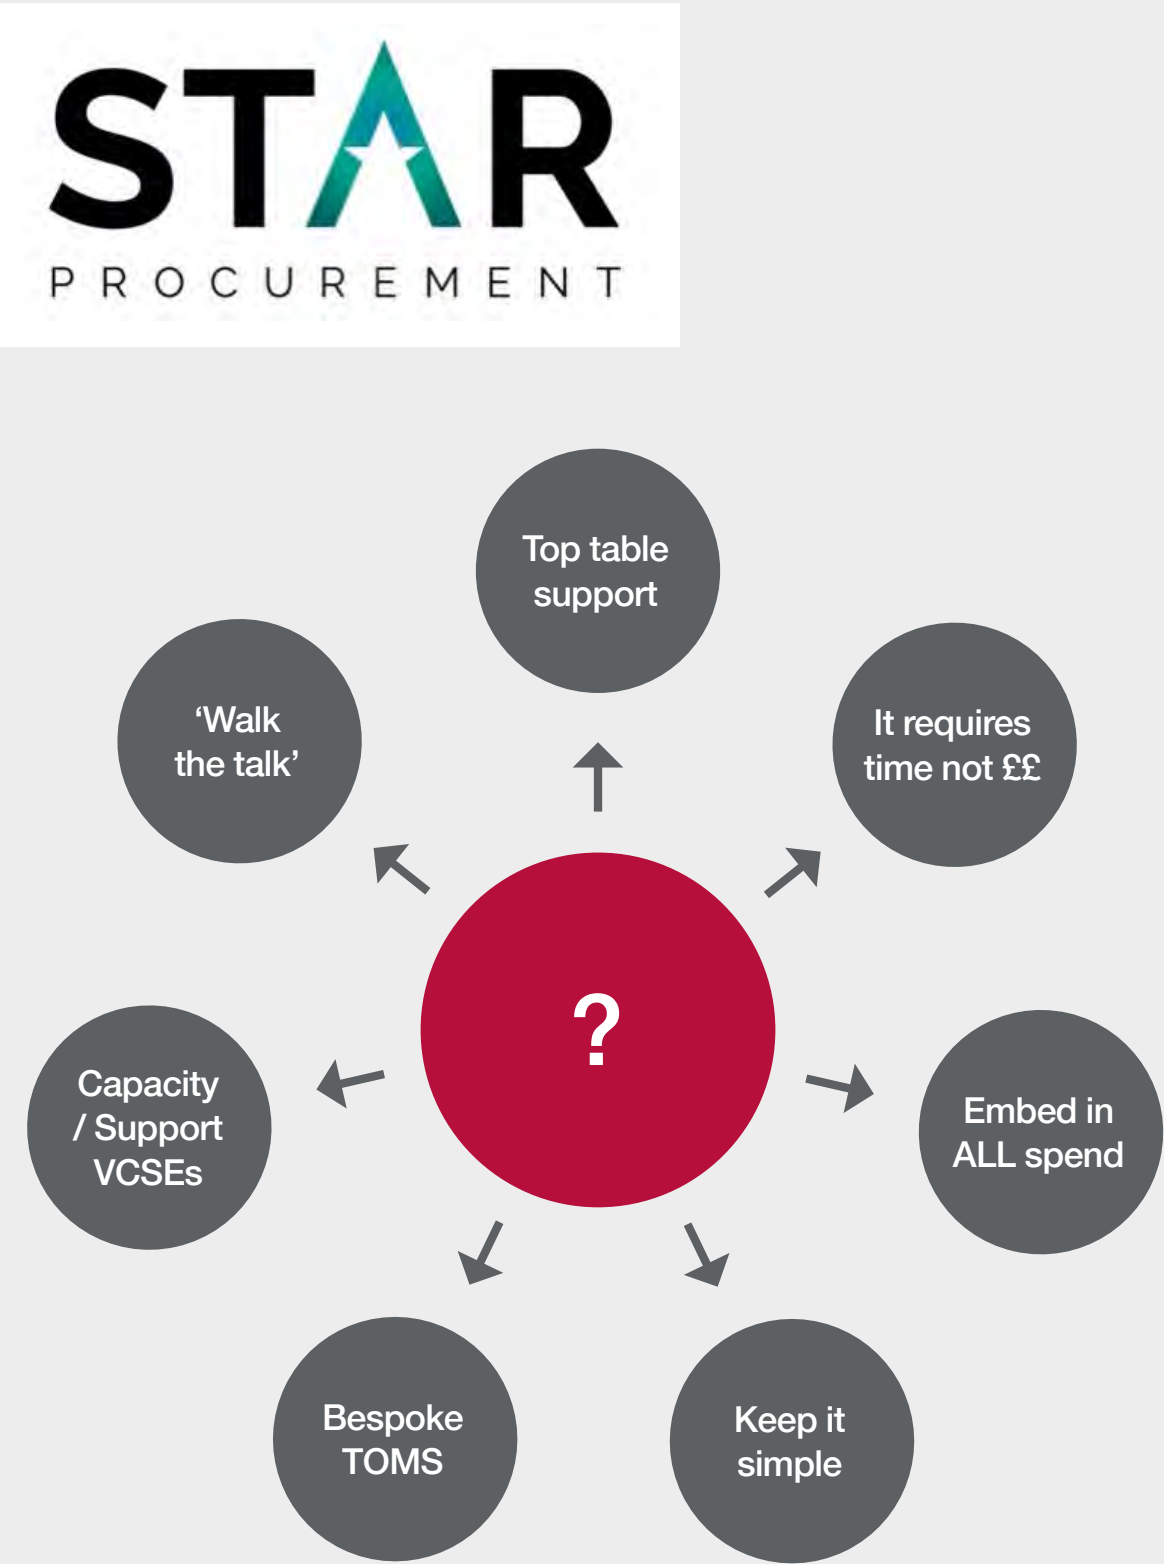 STAR
PROCUREMENT
Top table
support
It requires
time not ££
Embed in
ALL spend
Keep it
simple
Bespoke
TOMS
Capacity
/ Support
VCSEs
‘Walk
the talk’
?